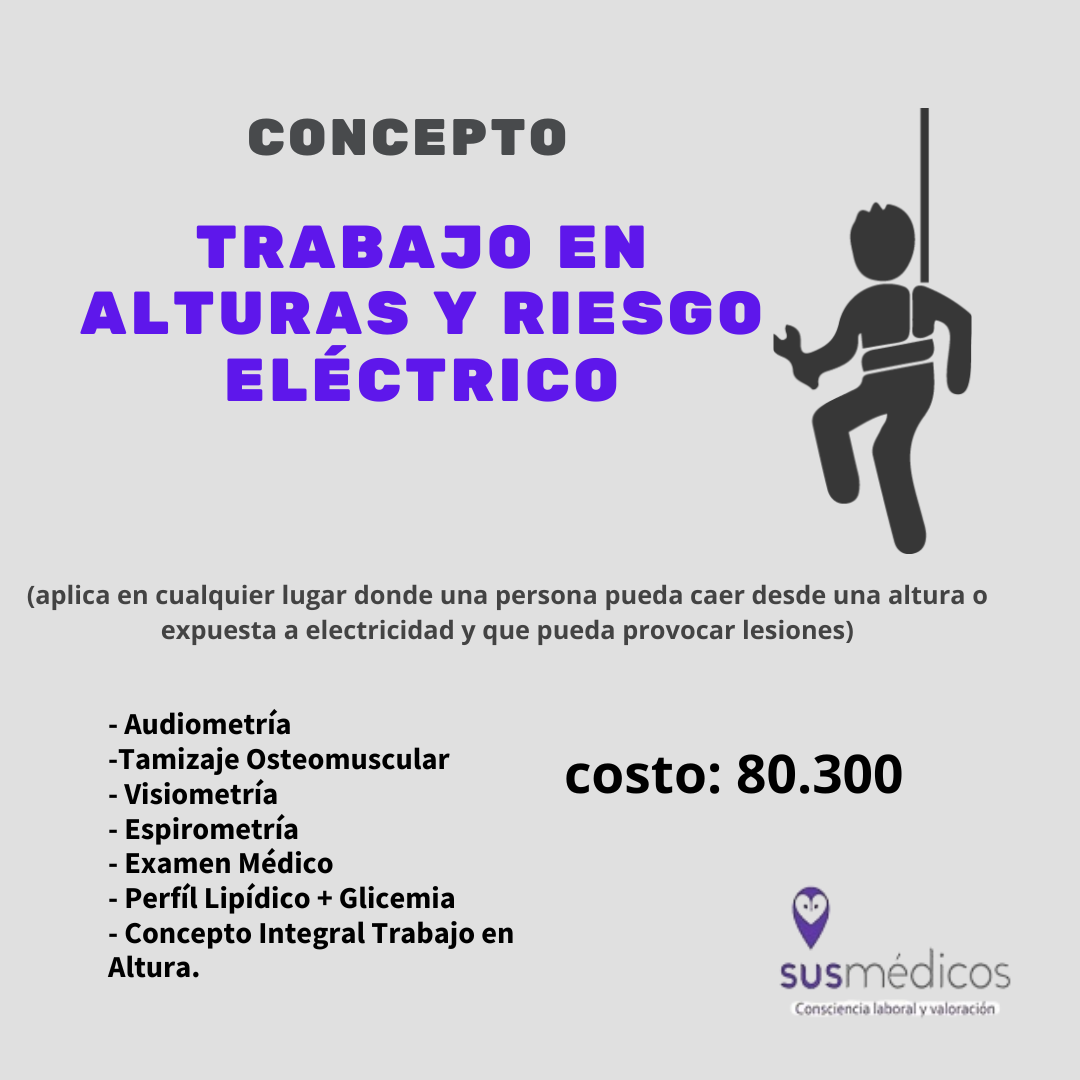 CONCEPTO
TRABAJO EN
ALTURAS Y RIESGO
ELÉCTRICO
(aplica en cualquier lugar donde una persona pueda caer desde una altura o
expuesta a electricidad y que pueda provocar lesiones)
- Audiometría
-Tamizaje Osteomuscular
- Visiometría
- Espirometría
- Examen Médico
- Perfíl Lipídico + Glicemia
- Concepto Integral Trabajo en
Altura.
costo: 80.300
susmédicos
Consciencia laboral y valoración